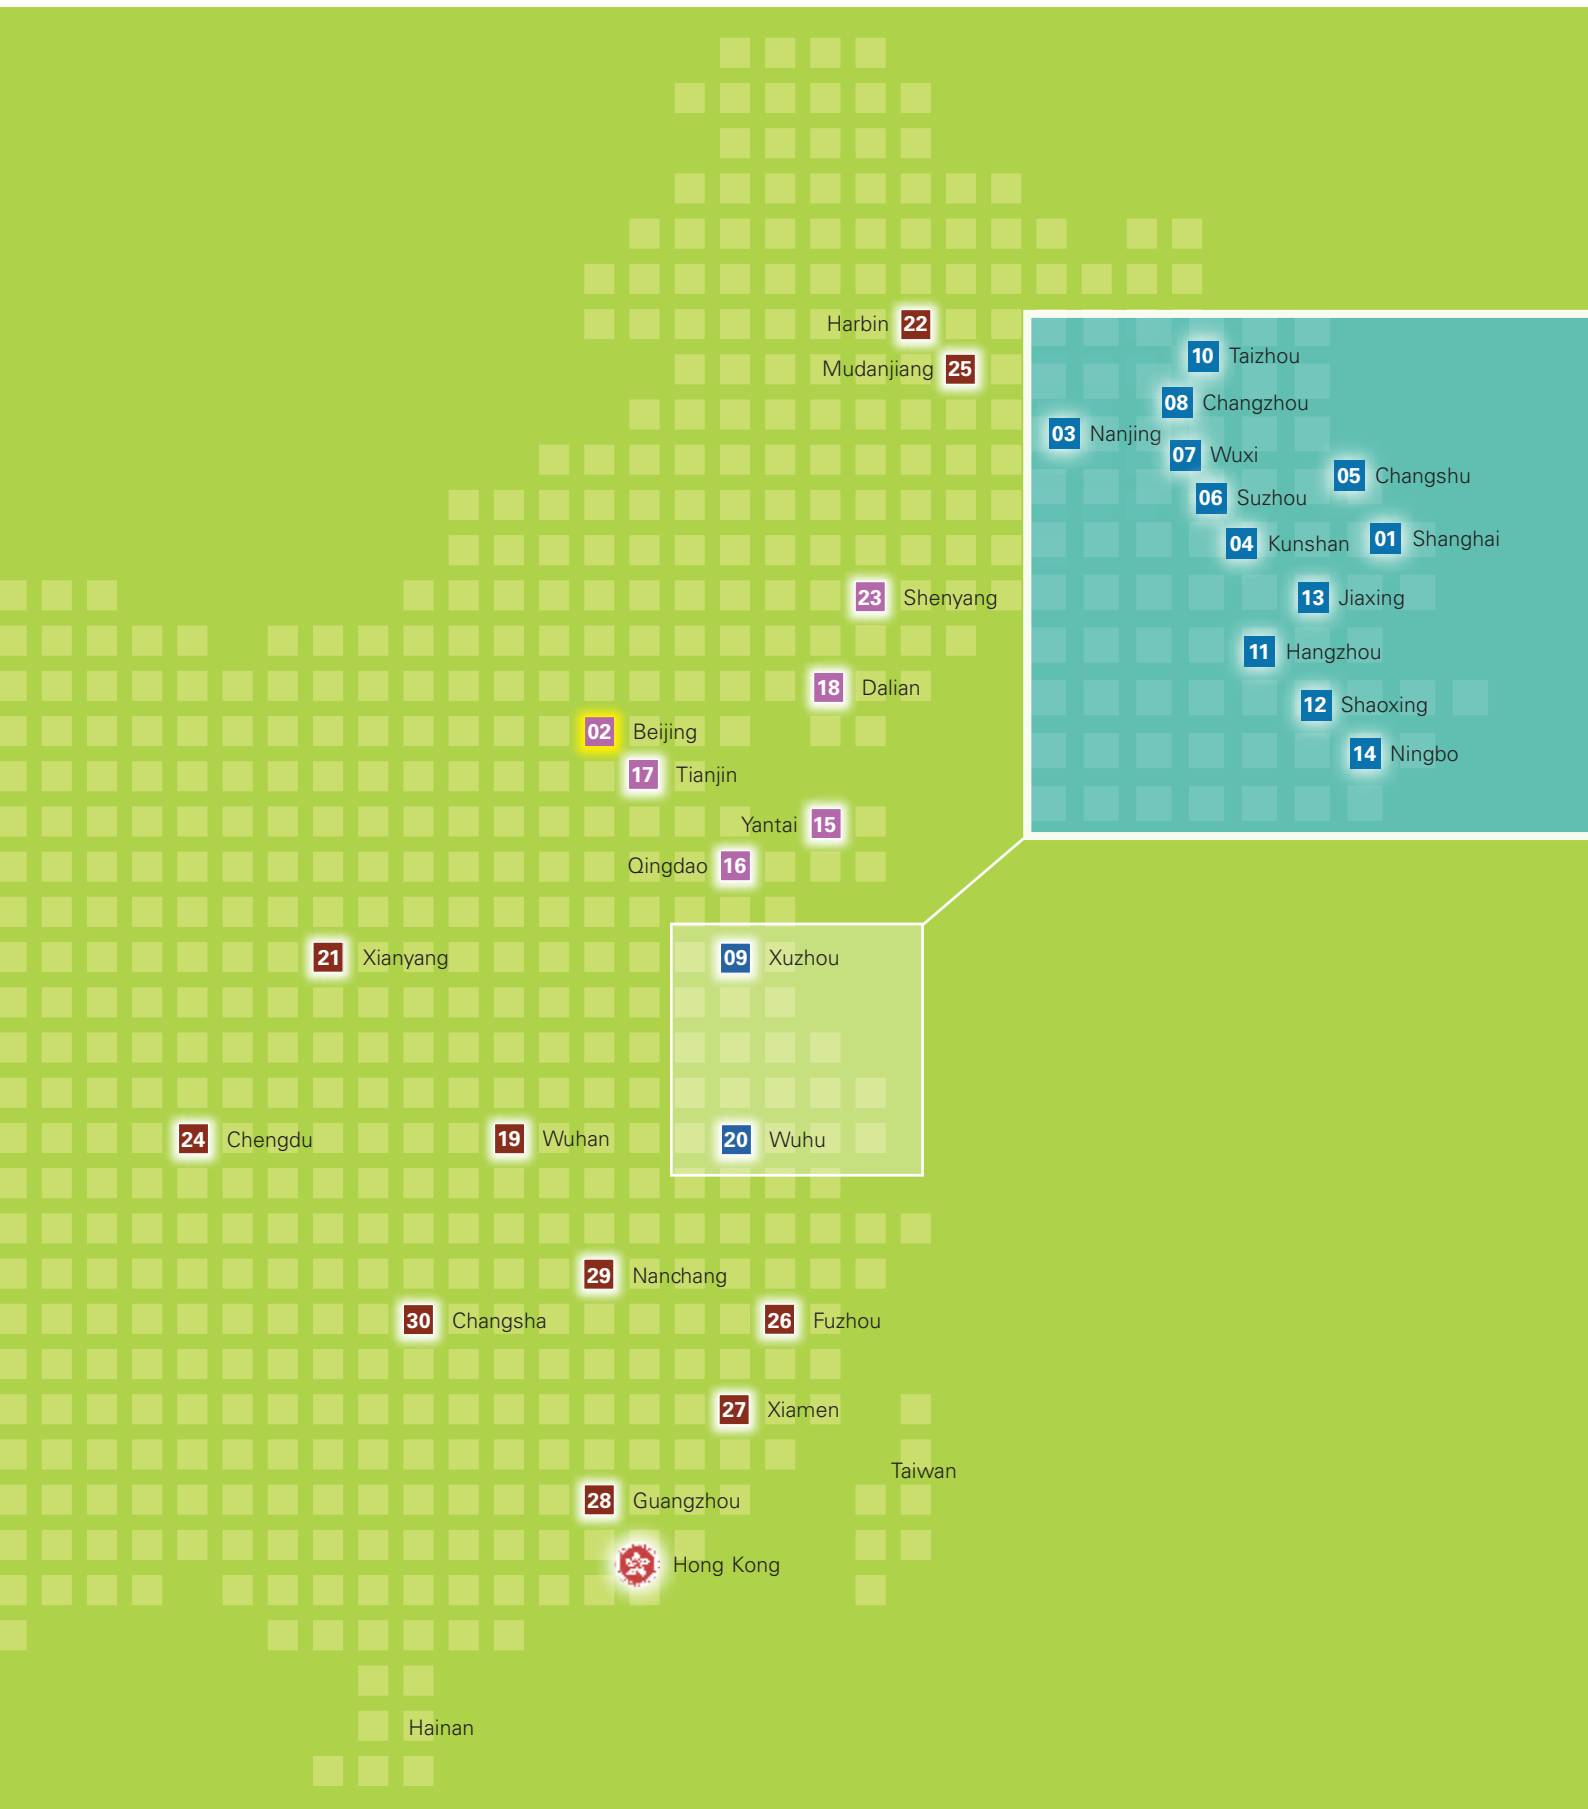 Harbin 22
Mudanjiang 25
10 Taizhou
08 Changzhou
03 Nanjing
07 Wuxi
05 Changshu
06 Suzhou
04 Kunshan
01 Shanghai
13 Jiaxing
11 Hangzhou
12 Shaoxing
14 Ningbo
23 Shenyang
18 Dalian
02 Beijing
17 Tianjin
Yantai 15
Qingdao 16
21 Xianyang
09 Xuzhou
24 Chengdu
19 Wuhan
20 Wuhu
29 Nanchang
30 Changsha
26 Fuzhou
27 Xiamen
Taiwan
28 Guangzhou
Hong Kong
Hainan